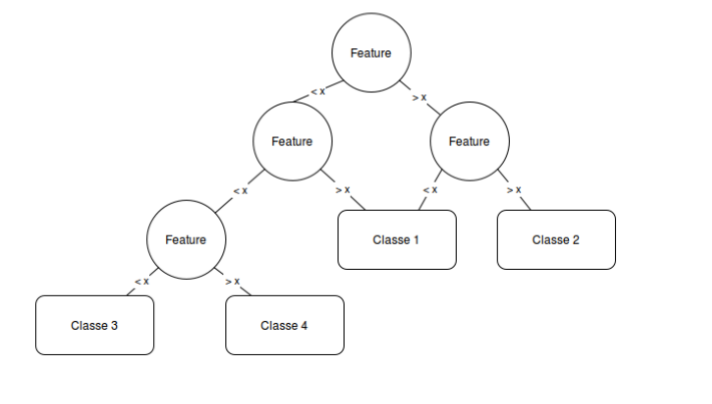 Feature
< x
> x
Feature
Feature
< x
> x
< x
> x
Feature
Classe 1
Classe 2
< x
> x
Classe 3
Classe 4